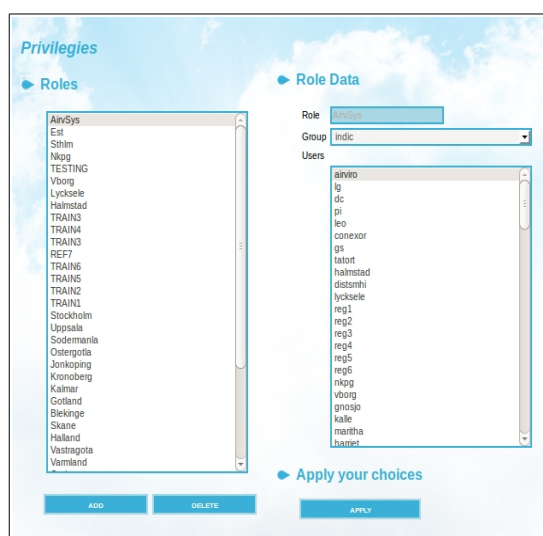 Privilegies
Roles
AirvSys
Est
Sthlm
Nkpg
TESTING
Vborg
Lycksele
Halmstad
TRAIN3
TRAIN4
TRAIN3
REF7
TRAIN6
TRAIN5
TRAIN2
TRAIN1
Stockholm
Uppsala
Sodermanla
Ostergotla
Jonkoping
Kronoberg
Kalmar
Gotland
Blekinge
Skane
Halland
Vastragota
Varmland
ADD DELETE
Role Data
Role AirvSys
Group indic
Users
airviro
lg
dc
pi
leo
conexor
gs
tatort
halmstad
distsmhi
lycksele
reg1
reg2
reg3
reg4
reg5
reg6
nkpg
vborg
gnosjo
kalle
maritha
harriet
Apply your choices
APPLY